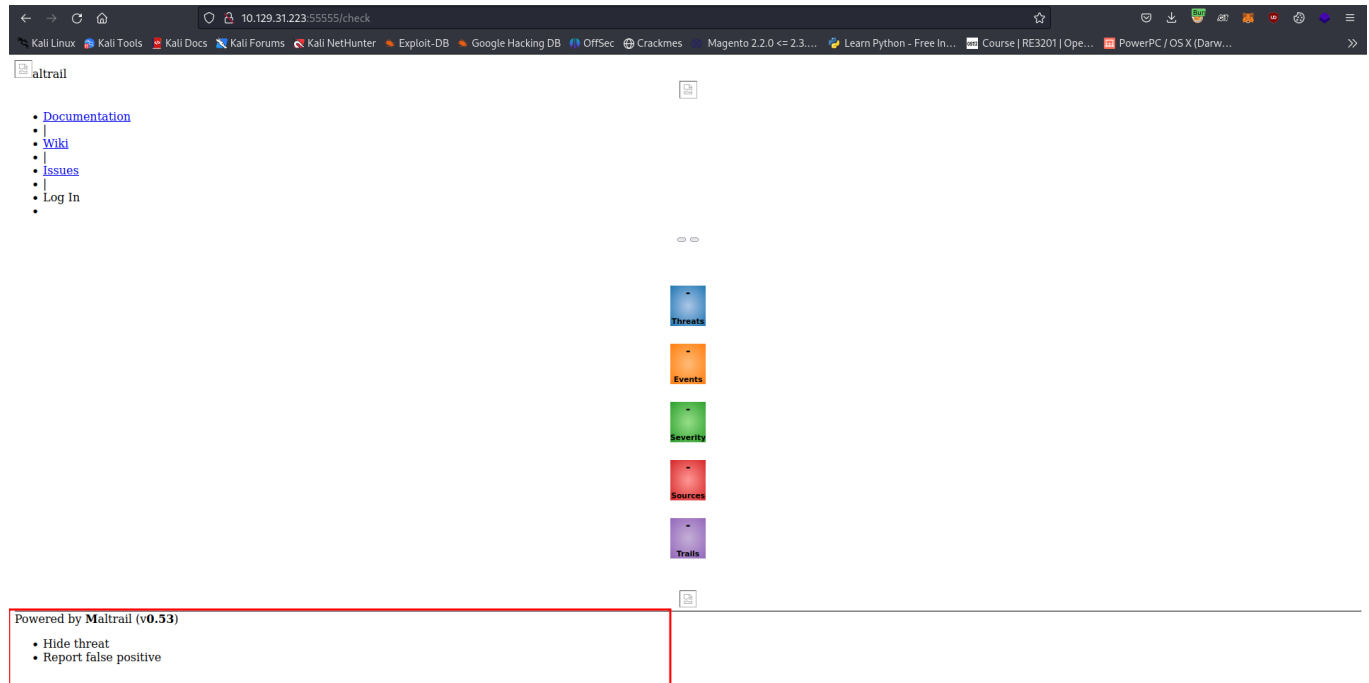 10.129.31.223:55555/check
Kali Linux Kali Tools Kali Docs Kali Forums Kali NetHunter Exploit-DB Google Hacking DB OffSec Crackmes Magento 2.2.0 <= 2.3.... Learn Python - Free In... Course | RE3201 | Ope... PowerPC / OS X (Darw... »
altrail
Documentation
|
Wiki
|
Issues
|
Log In
-
Threats
-
Events
-
Severity
-
Sources
-
Trails
Powered by Maltrail (v0.53)
Hide threat
Report false positive